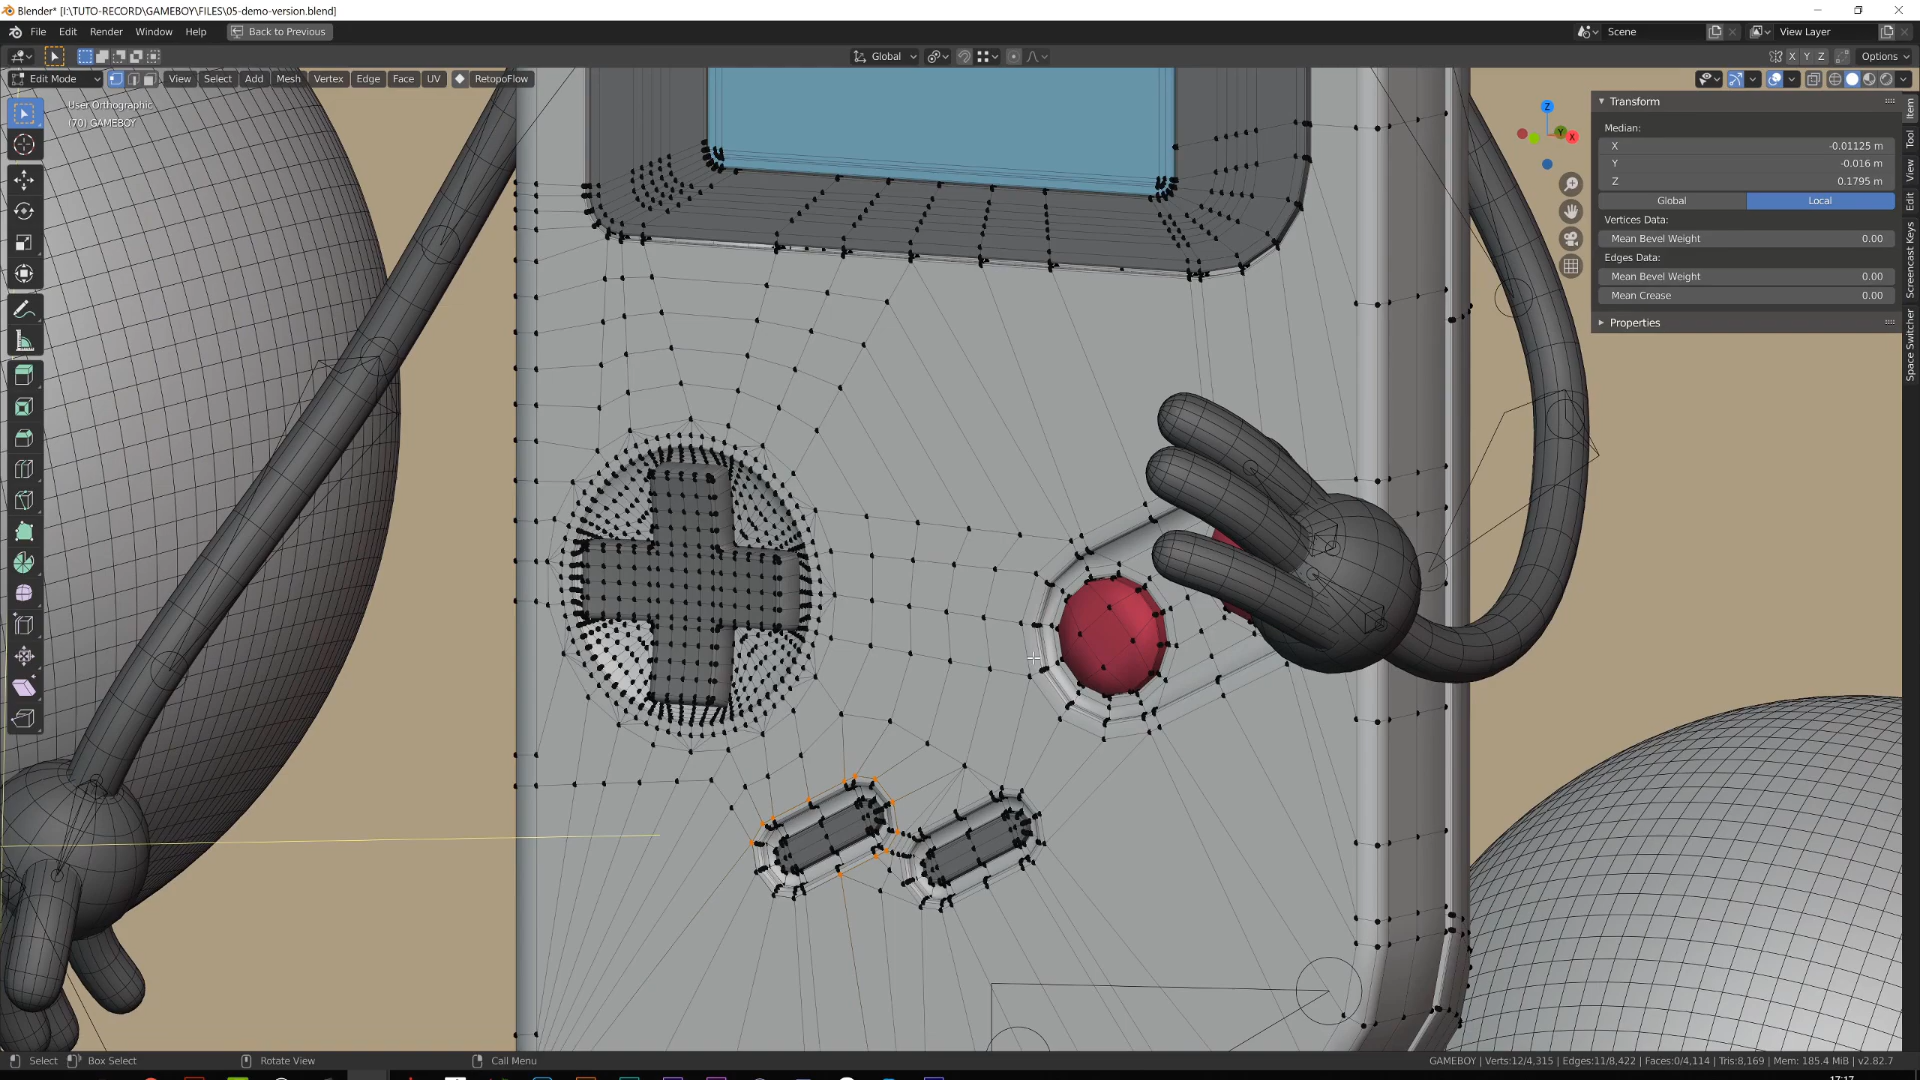 Blender* [I:\TUTO-RECORD\GAMEBOY\FILES\05-demo-version.blend]
File Edit Render Window Help Back to Previous Scene View Layer
Global X Y Z Options
Edit Mode View Select Add Mesh Vertex Edge Face UV RetopoFlow
User Orthographic
(70) GAMEBOY
Z
Y
X
Transform
Median:
X -0.01125 m
Y -0.016 m
Z 0.1795 m
Global Local
Vertices Data:
Mean Bevel Weight 0.00
Edges Data:
Mean Bevel Weight 0.00
Mean Crease 0.00
Properties
Item
Tool
View
Edit
Screencast Keys
Space Switcher
Select Box Select Rotate View Call Menu
GAMEBOY | Verts:12/4,315 | Edges:11/8,422 | Faces:0/4,114 | Tris:8,169 | Mem: 185.4 MiB | v2.82.7
17:17